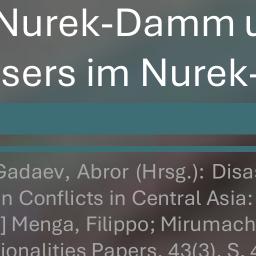 Nurek-Damm u
sers im Nurek-
Gadaev, Abror (Hrsg.): Disas
n Conflicts in Central Asia:
] Menga, Filippo; Mirumach
ionalities Papers, 43(3), S. 4